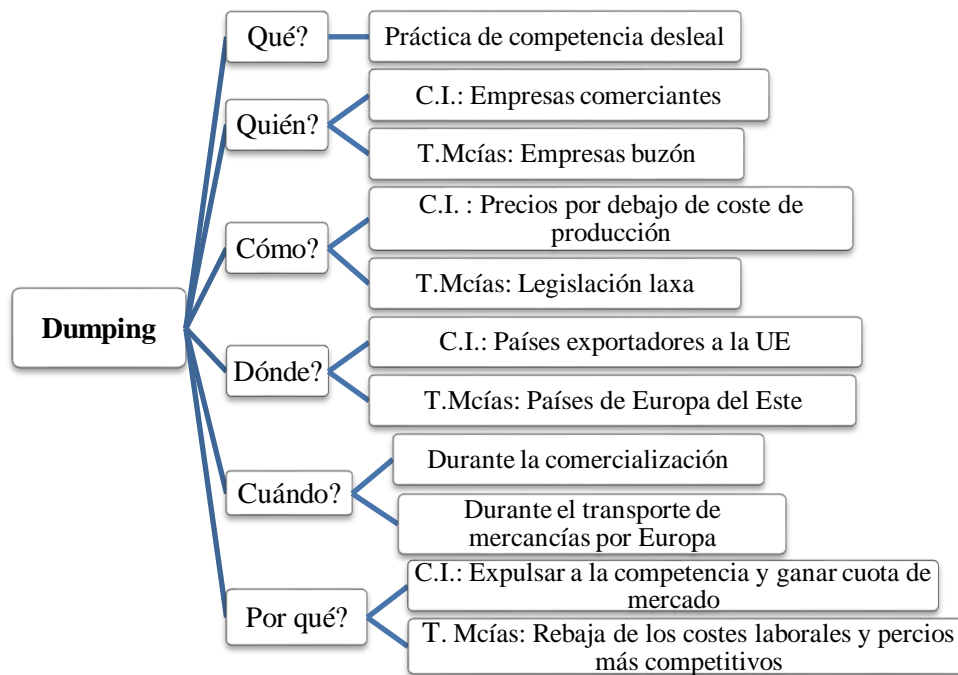 Qué?
Práctica de competencia desleal
Quién?
C.I.: Empresas comerciantes
T.Mcías: Empresas buzón
Cómo?
C.I. : Precios por debajo de coste de
producción
T.Mcías: Legislación laxa
Dumping
Dónde?
C.I.: Países exportadores a la UE
T.Mcías: Países de Europa del Este
Cuándo?
Durante la comercialización
Durante el transporte de
mercancías por Europa
Por qué?
C.I.: Expulsar a la competencia y ganar cuota de
mercado
T. Mcías: Rebaja de los costes laborales y percios
más competitivos